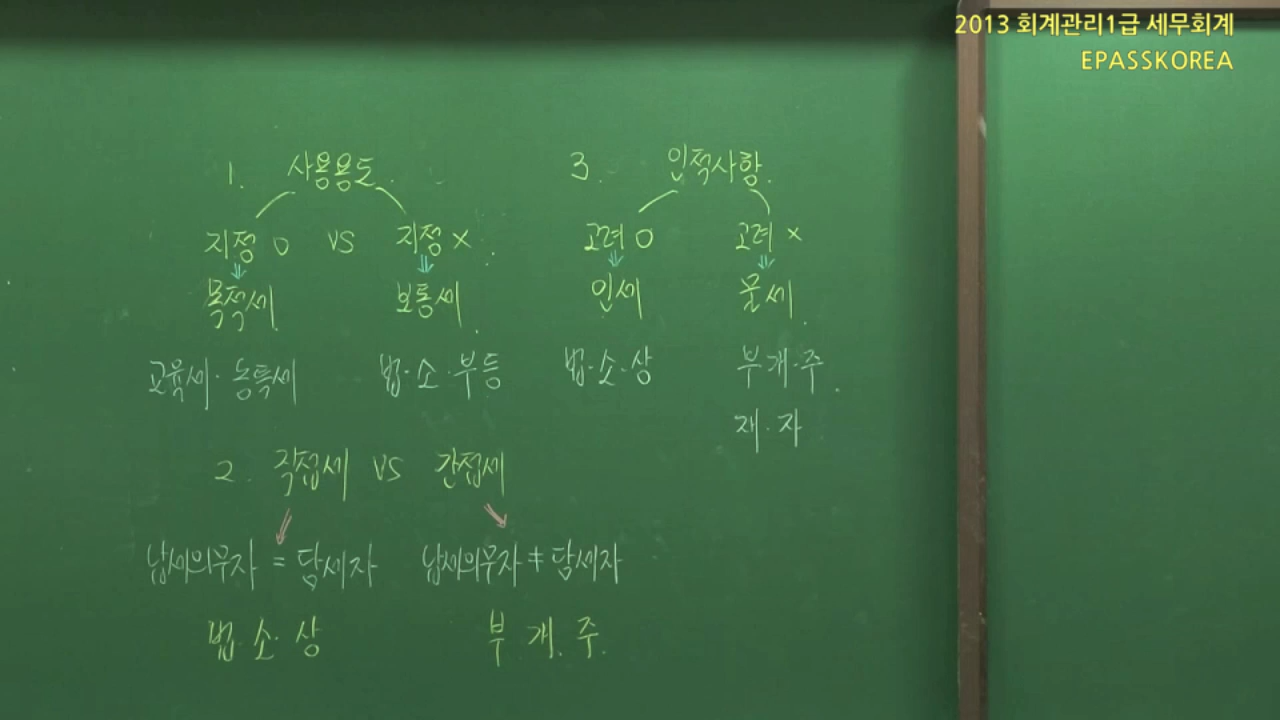 2013 회계관리1급 세무회계
EPASSKOREA
1. 사용용도.
지정 O VS 지정 ×.
목적세. 보통세.
교육세·농특세 법·소·부등
2. 직접세 VS 간접세
납세의무자 = 담세자 납세의무자 ≠ 담세자
법.소.상 부.개.주.
3. 인적사항.
고려 O 고려 ×
인세 물세.
법·소·상 부개·주.
재·자